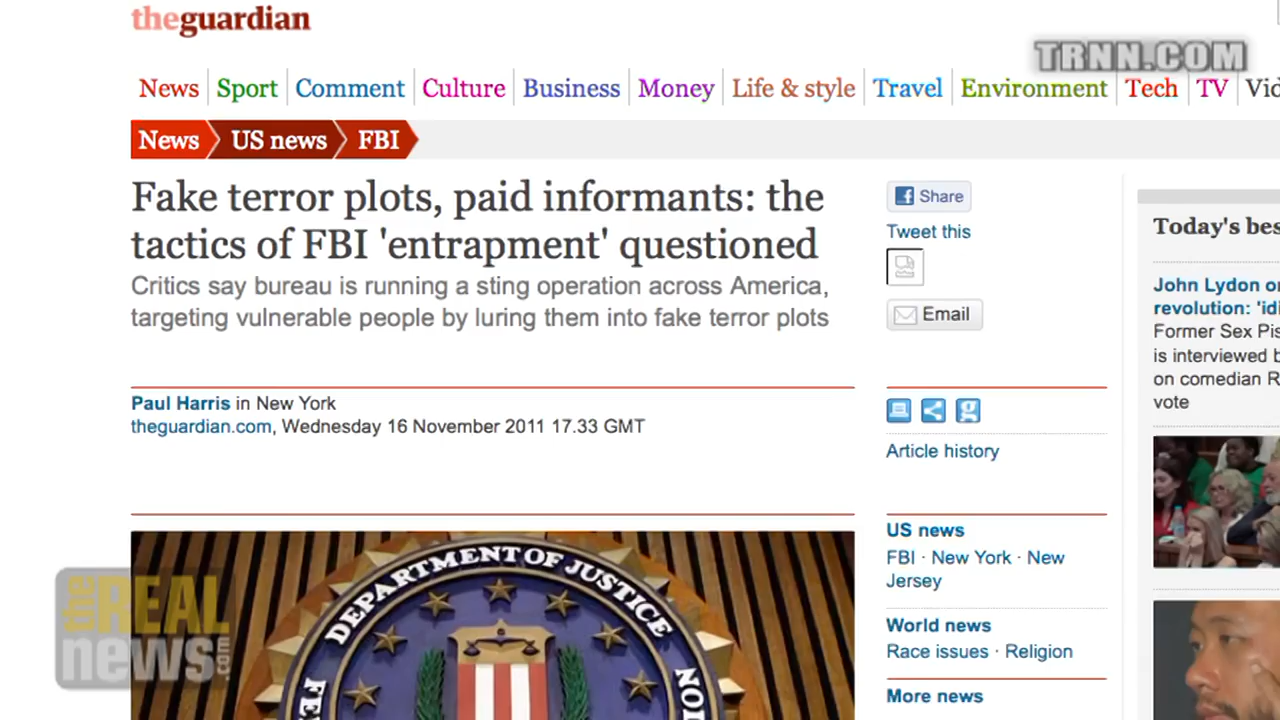 theguardian
TRNN.COM
News Sport Comment Culture Business Money Life & style Travel Environment Tech TV
News US news FBI
Fake terror plots, paid informants: the
tactics of FBI 'entrapment' questioned
Critics say bureau is running a sting operation across America,
targeting vulnerable people by luring them into fake terror plots
Paul Harris in New York
theguardian.com, Wednesday 16 November 2011 17.33 GMT
Share
Tweet this
Email
Article history
US news
FBI · New York · New
Jersey
World news
Race issues · Religion
More news
Today's
John Lydon
revolution:
Former Sex
is interviewed
on comedian
vote
DEPARTMENT OF JUSTICE
the REAL
news.com